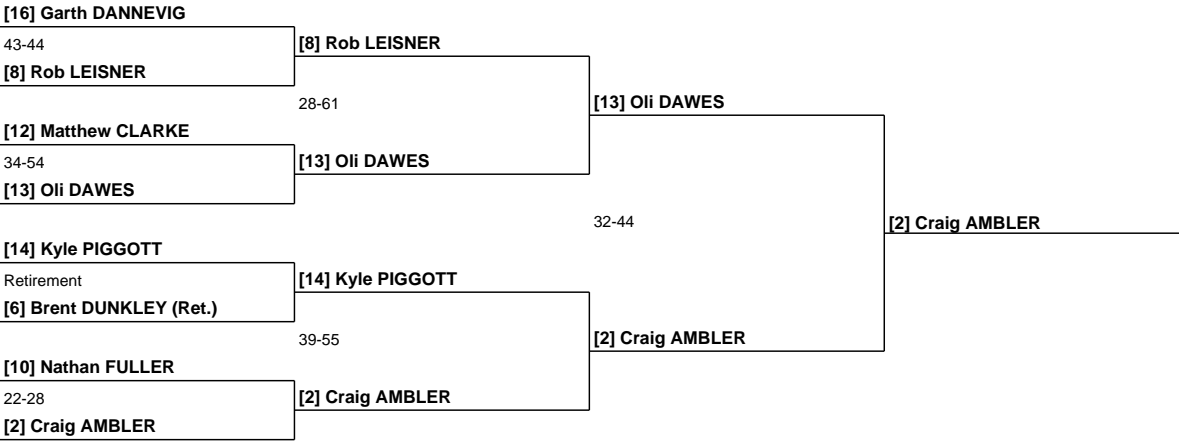 [16] Garth DANNEVIG
43-44
[8] Rob LEISNER
[8] Rob LEISNER
28-61
[13] Oli DAWES
[12] Matthew CLARKE
34-54
[13] Oli DAWES
[13] Oli DAWES
32-44
[2] Craig AMBLER
[14] Kyle PIGGOTT
Retirement
[14] Kyle PIGGOTT
[6] Brent DUNKLEY (Ret.)
39-55
[2] Craig AMBLER
[10] Nathan FULLER
22-28
[2] Craig AMBLER
[2] Craig AMBLER